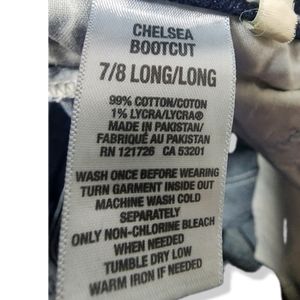 CHELSEA
BOOTCUT
7/8 LONG/LONG
99% COTTON/COTON
1% LYCRA/LYCRA®
MADE IN PAKISTAN/
FABRIQUÉ AU PAKISTAN
RN 121726 CA 53201
WASH ONCE BEFORE WEARING
TURN GARMENT INSIDE OUT
MACHINE WASH COLD
SEPARATELY
ONLY NON-CHLORINE BLEACH
WHEN NEEDED
TUMBLE DRY LOW
WARM IRON IF NEEDED